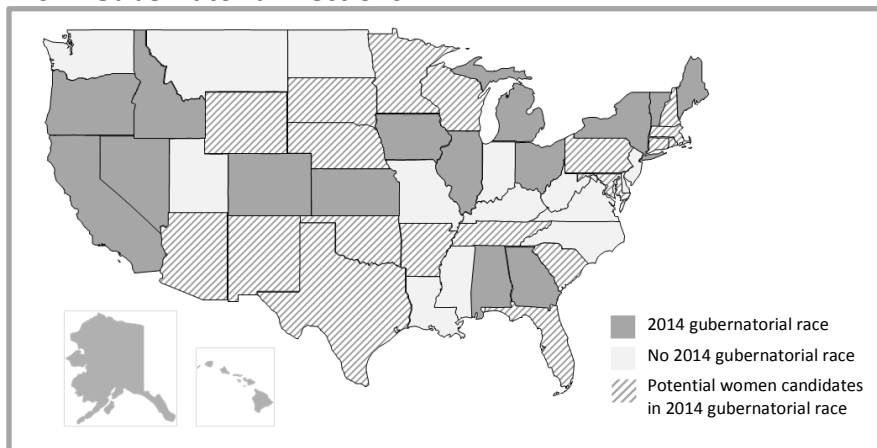 2014 gubernatorial race
No 2014 gubernatorial race
Potential women candidates
in 2014 gubernatorial race